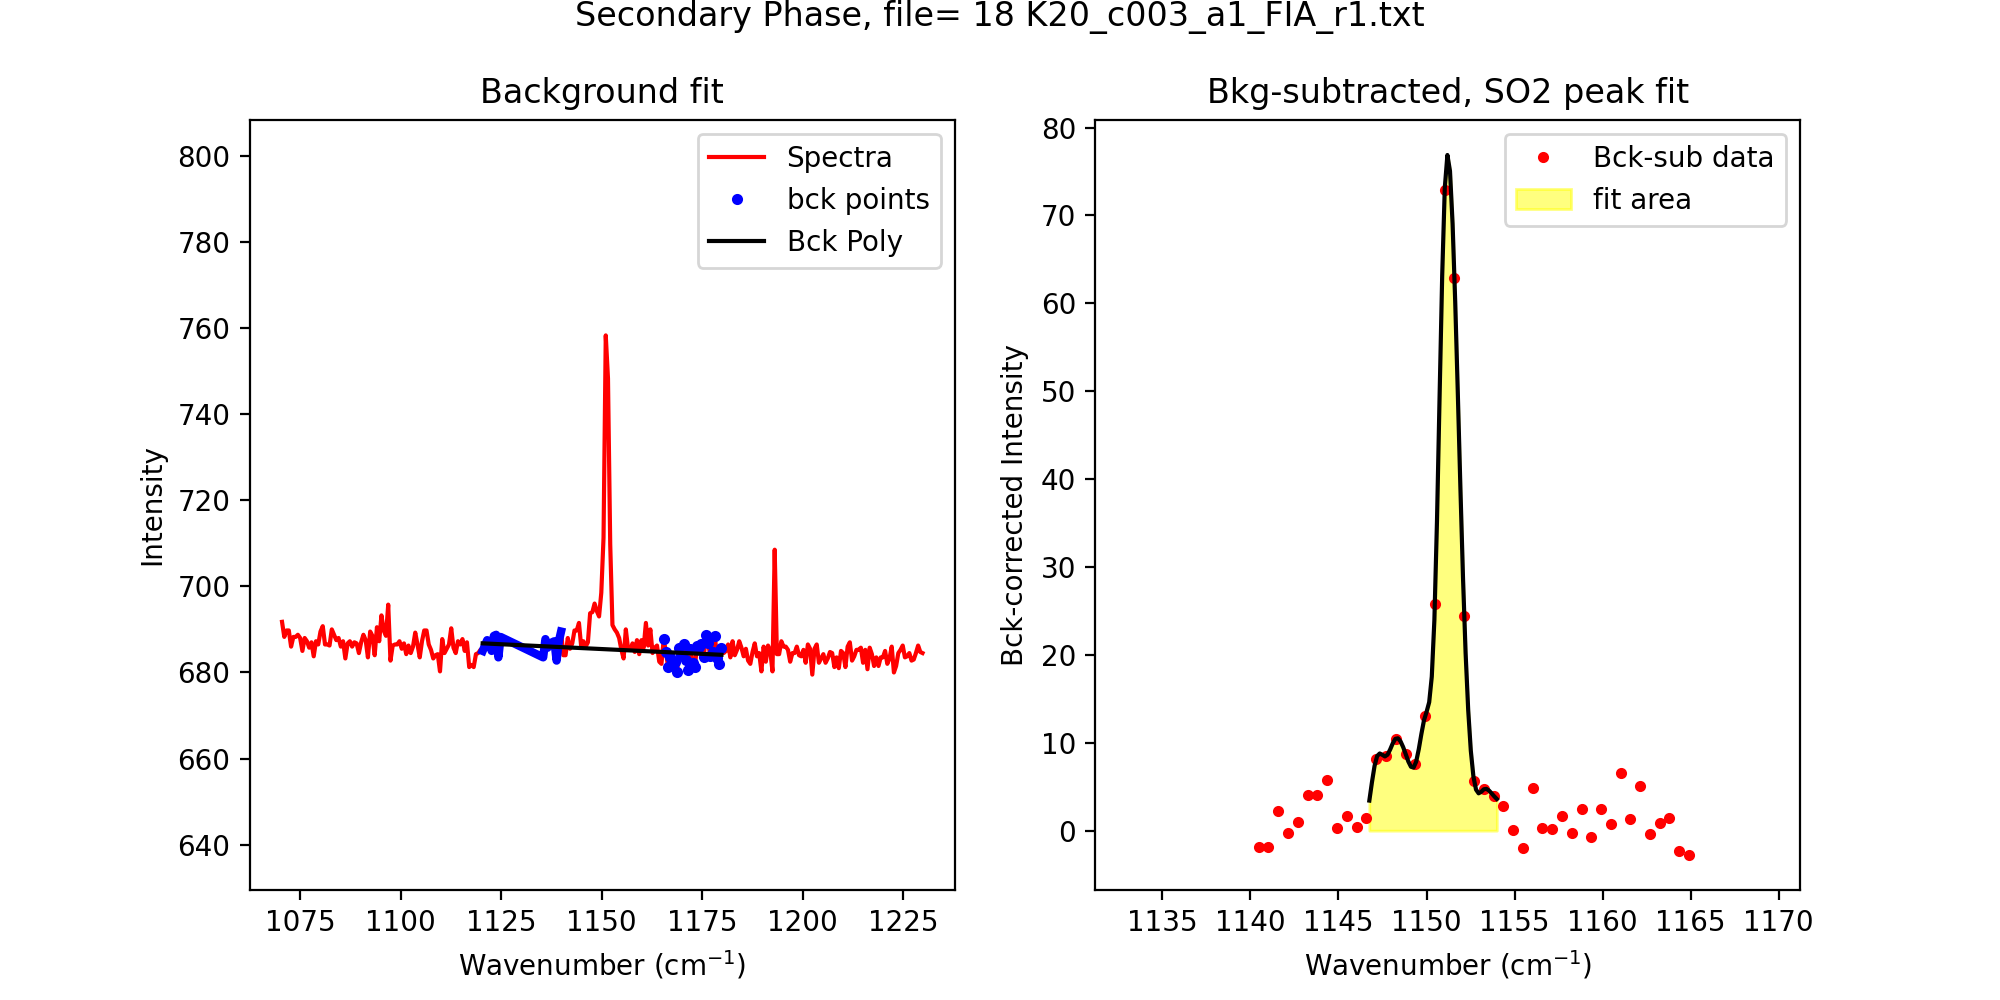 Secondary Phase, file= 18 K20_c003_a1_FIA_r1.txt
Background fit
Intensity
800
780
760
740
720
700
680
660
640
Spectra
bck points
Bck Poly
1075 1100 1125 1150 1175 1200 1225
Wavenumber (cm⁻¹)
Bkg-subtracted, SO2 peak fit
Bck-corrected Intensity
80
70
60
50
40
30
20
10
0
Bck-sub data
fit area
1135 1140 1145 1150 1155 1160 1165 1170
Wavenumber (cm⁻¹)